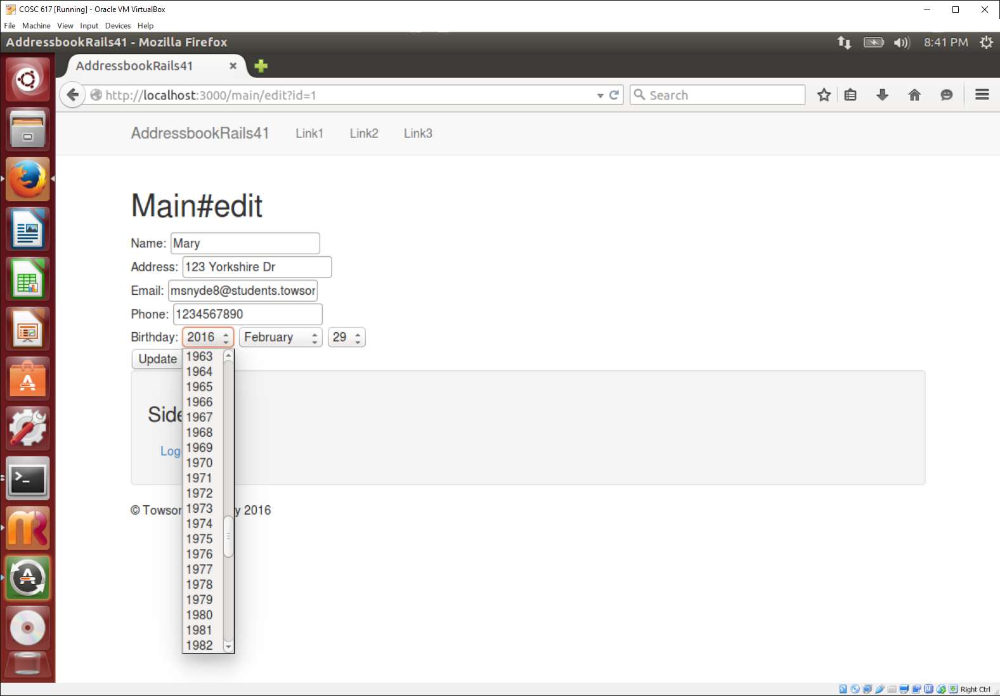 COSC 617 [Running] - Oracle VM VirtualBox
File Machine View Input Devices Help
AddressbookRails41 - Mozilla Firefox
8:41 PM
AddressbookRails41
http://localhost:3000/main/edit?id=1
Search
AddressbookRails41 Link1 Link2 Link3
Main#edit
Name: Mary
Address: 123 Yorkshire Dr
Email: msnyde8@students.towson
Phone: 1234567890
Birthday: 2016 February 29
Update
1963
1964
1965
1966
1967
1968
1969
1970
1971
1972
1973
1974
1975
1976
1977
1978
1979
1980
1981
1982
Side
Log
© Towson y 2016
Right Ctrl